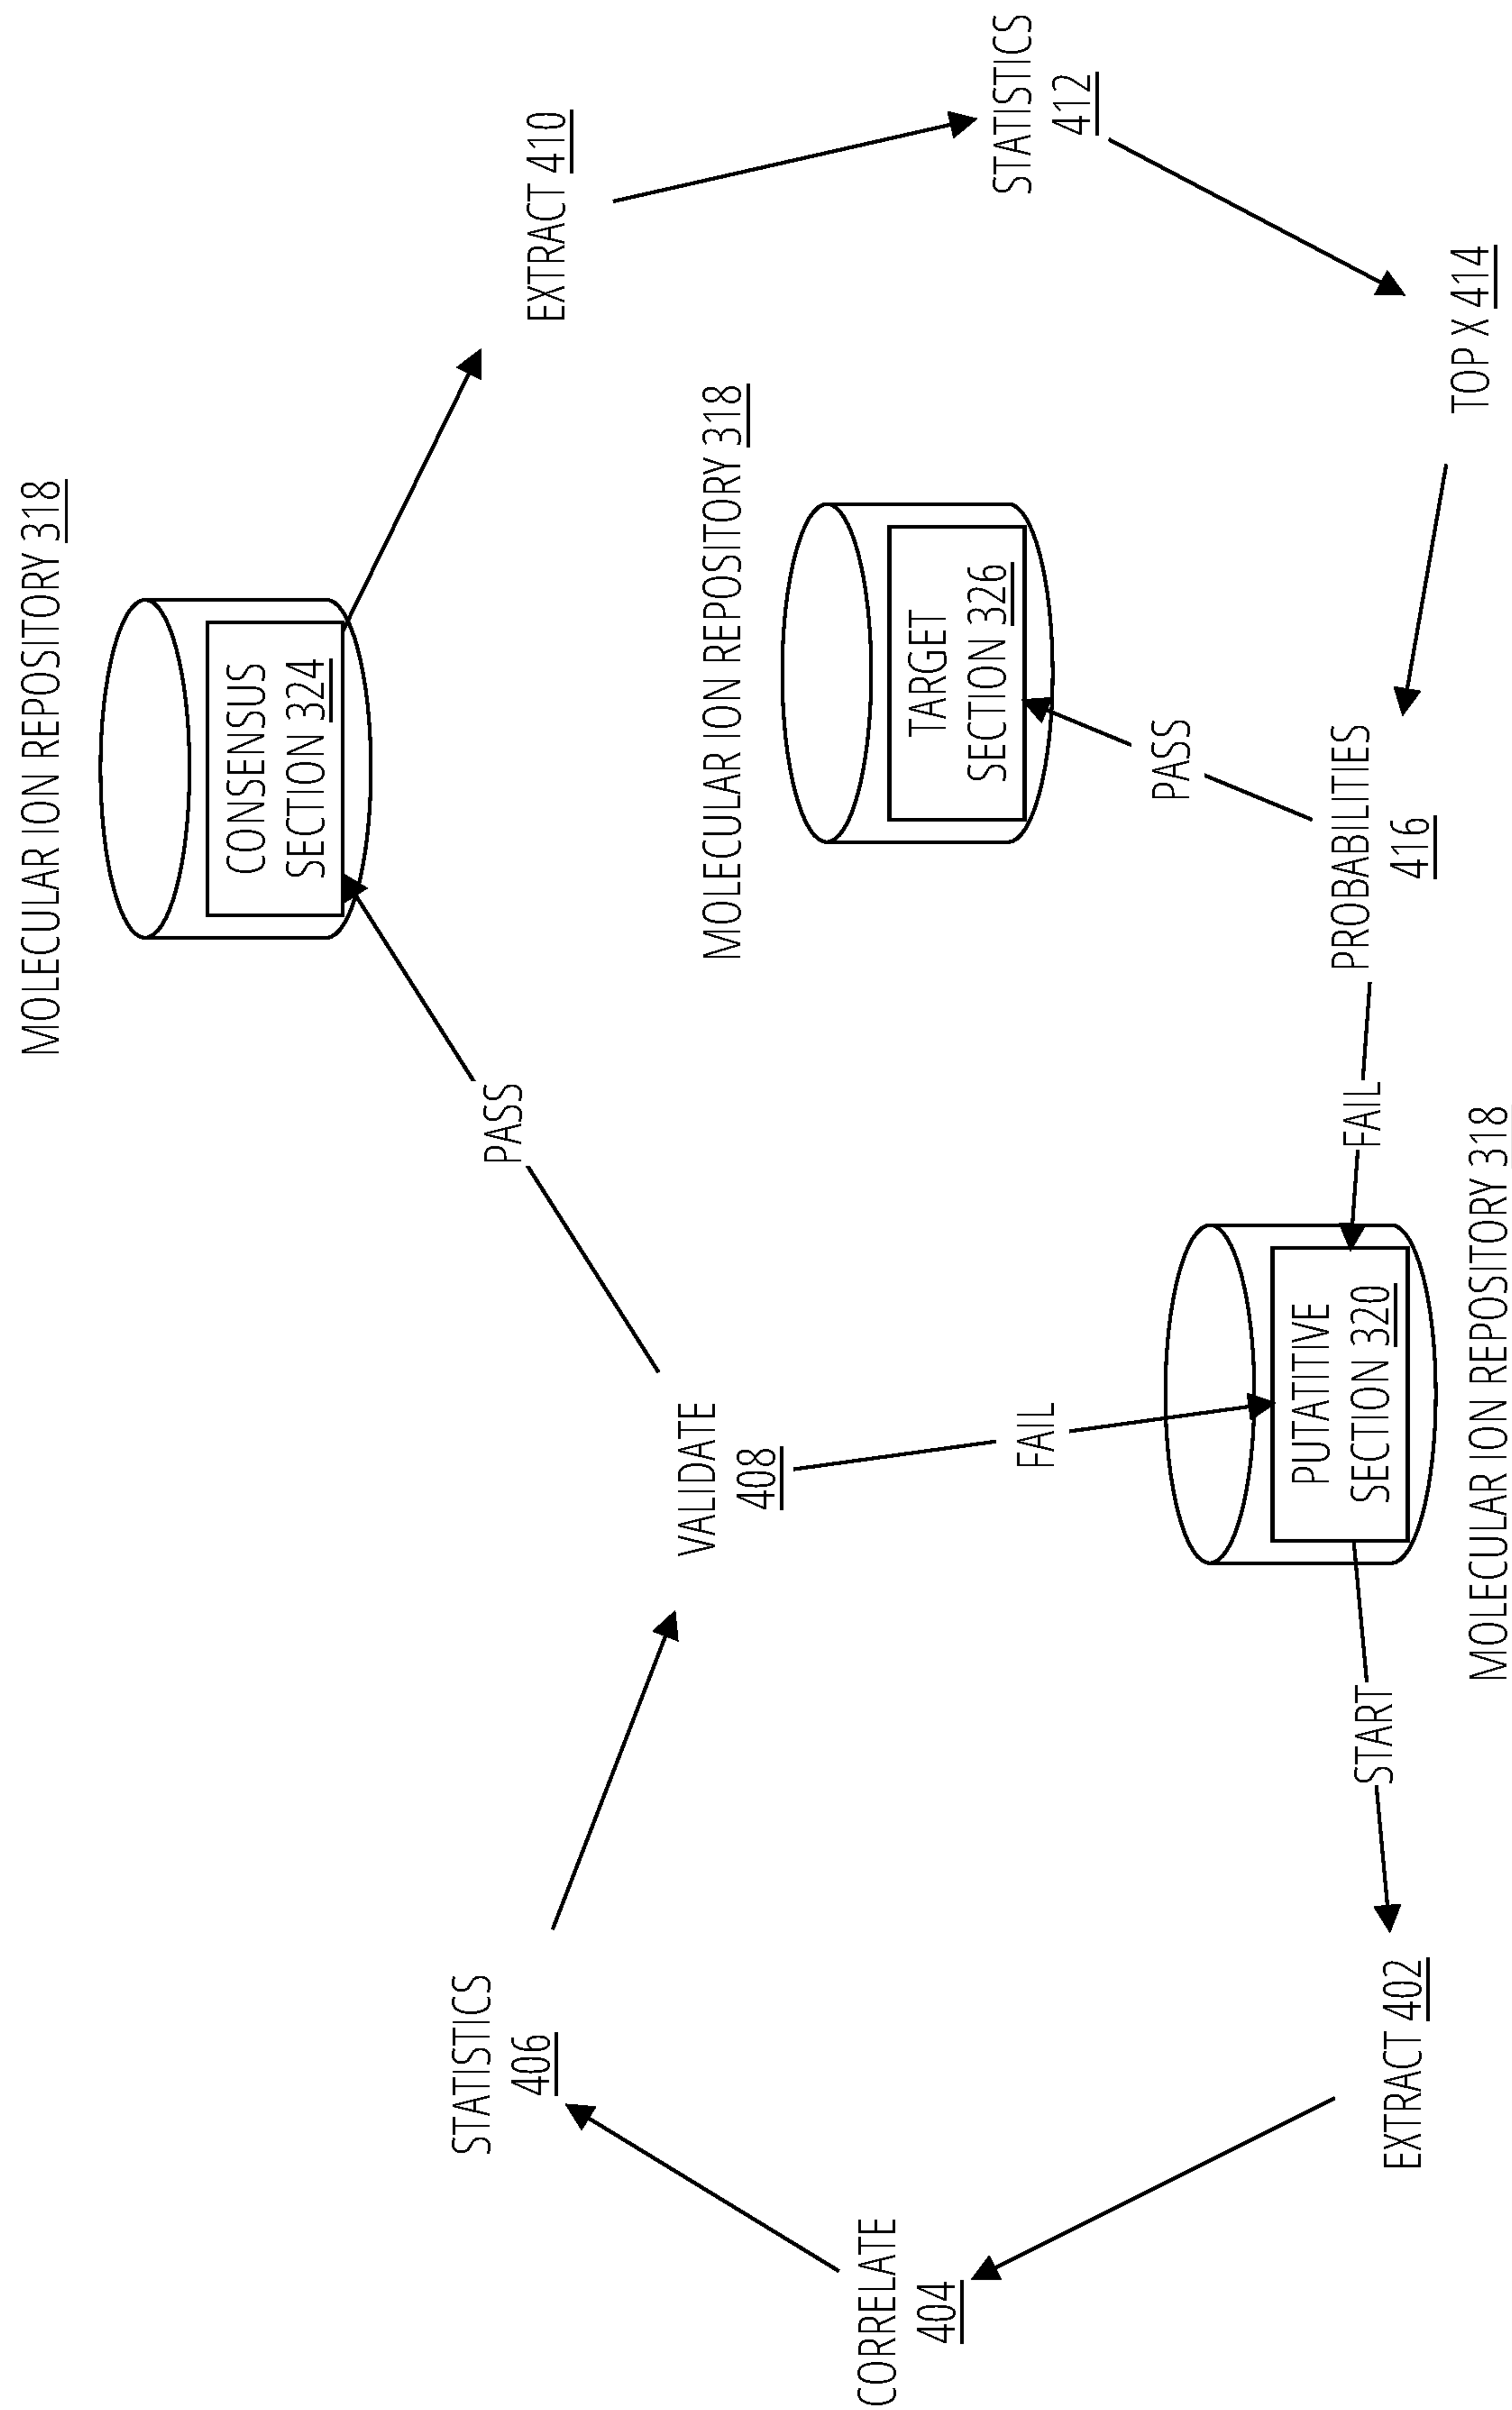 MOLECULAR ION REPOSITORY 318
CONSENSUS
SECTION 324
STATISTICS
406
PASS
EXTRACT 410
VALIDATE
408
MOLECULAR ION REPOSITORY 318
TARGET
SECTION 326
CORRELATE
404
FAIL
PASS
STATISTICS
412
PUTATITIVE
SECTION 320
EXTRACT 402
START
FAIL
PROBABILITIES
416
TOP X 414
MOLECULAR ION REPOSITORY 318